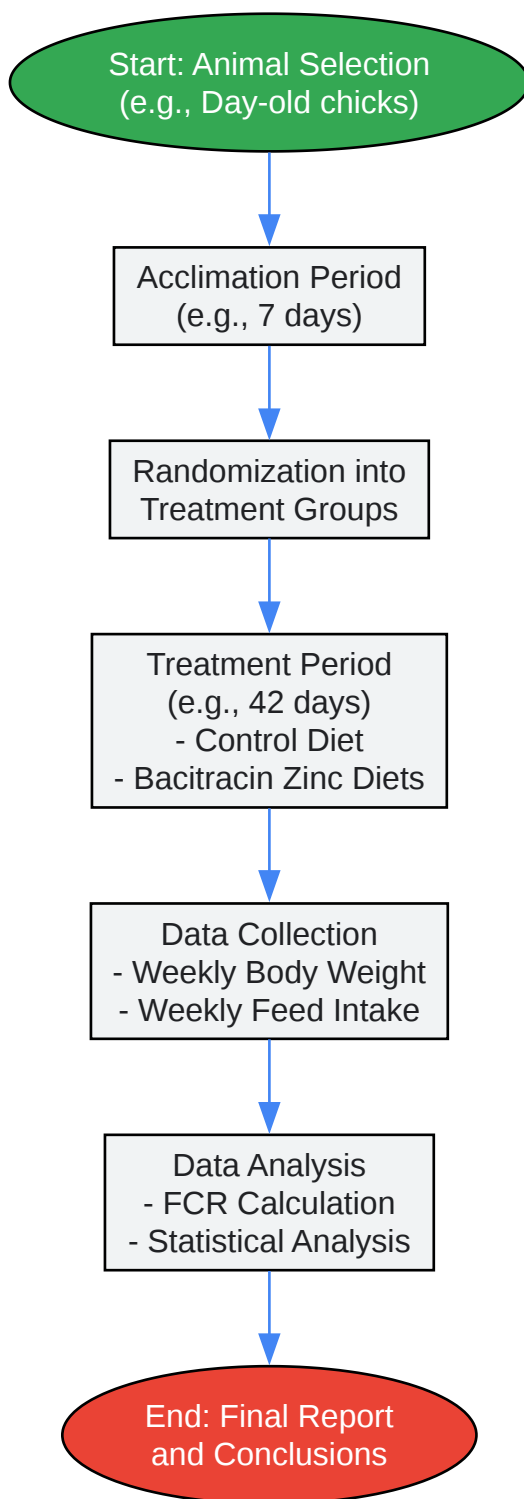 Start: Animal Selection
(e.g., Day-old chicks)
Acclimation Period
(e.g., 7 days)
Randomization into
Treatment Groups
Treatment Period
(e.g., 42 days)
- Control Diet
- Bacitracin Zinc Diets
Data Collection
- Weekly Body Weight
- Weekly Feed Intake
Data Analysis
- FCR Calculation
- Statistical Analysis
End: Final Report
and Conclusions